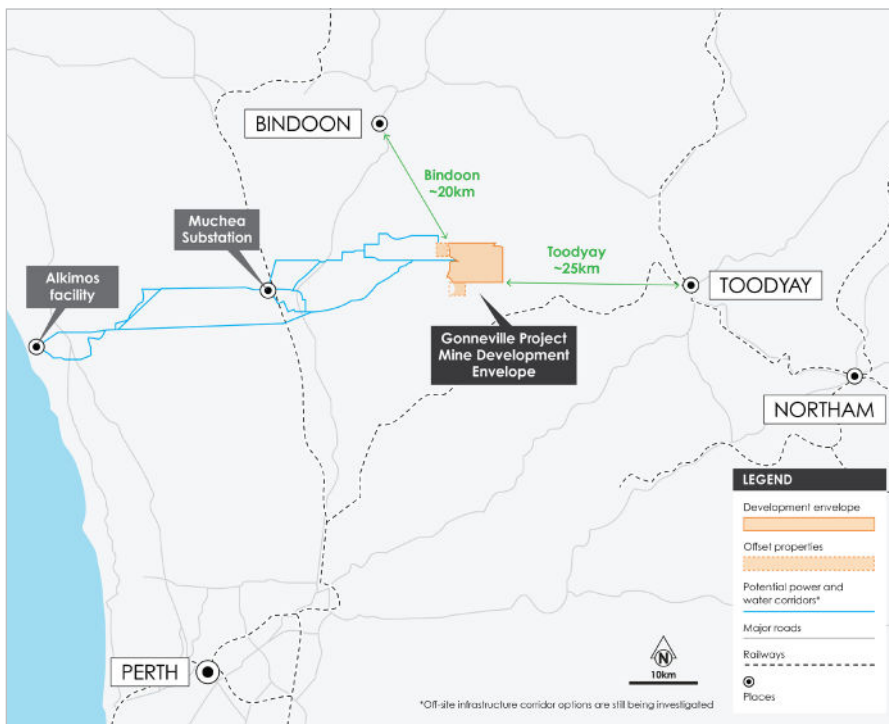 BINDOON
Bindoon
~20km
Muchea
Substation
Alkimos
facility
Toodyay
~25km
TOODYAY
Gonneville Project
Mine Development
Envelope
NORTHAM
PERTH
LEGEND
Development envelope
Offset properties
Potential power and
water corridors*
Major roads
Railways
Places
N
10km
*Off-site infrastructure corridor options are still being investigated